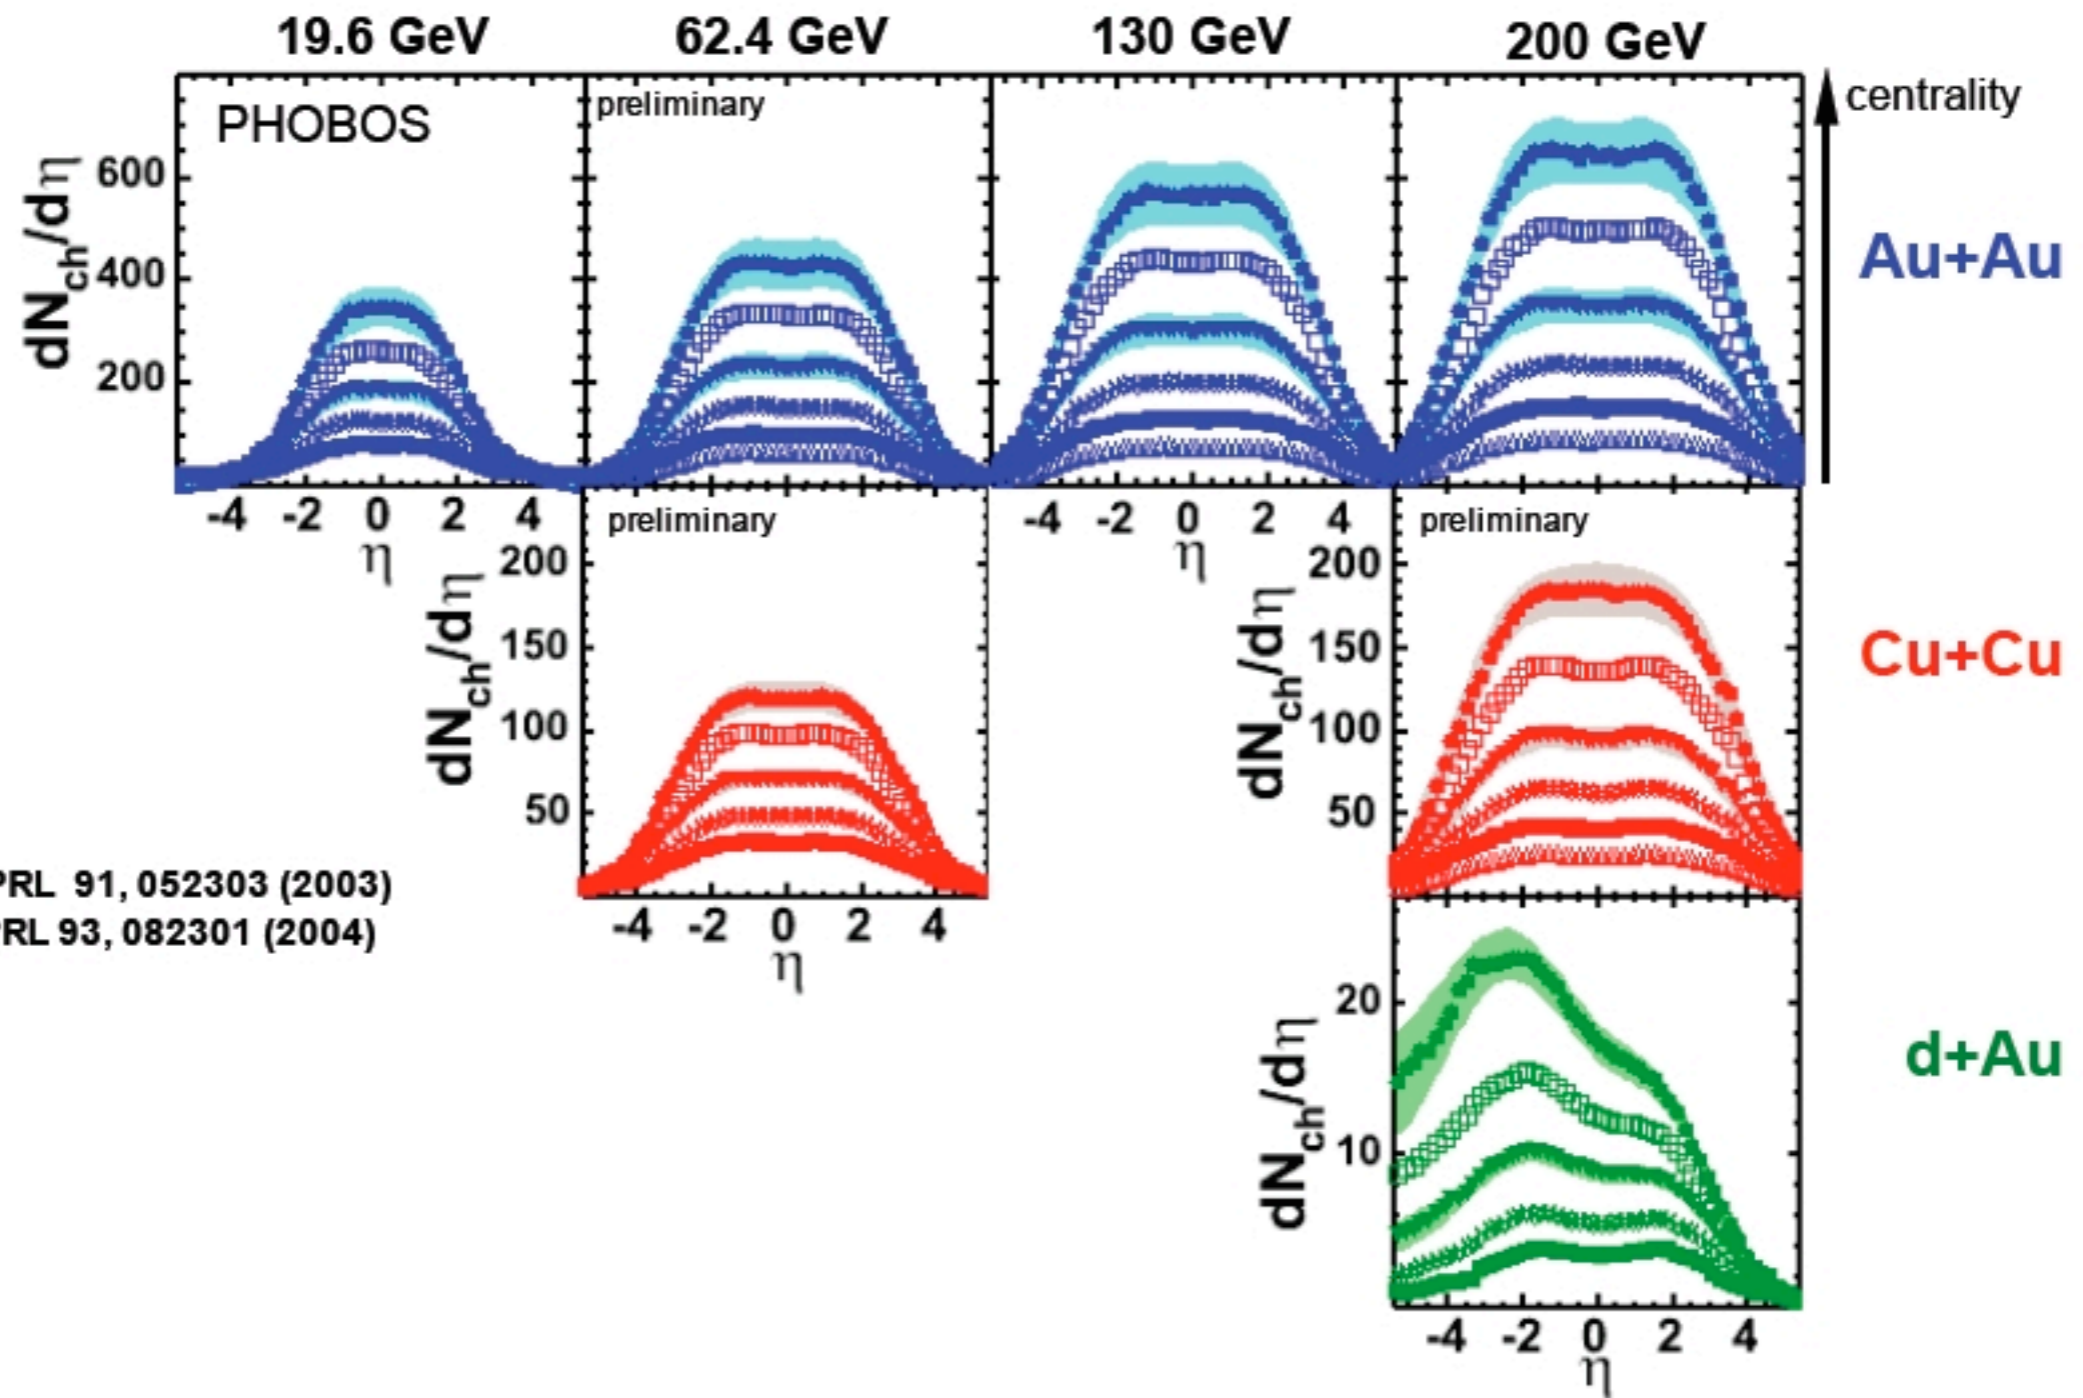 19.6 GeV 62.4 GeV 130 GeV 200 GeV
PHOBOS
preliminary
centrality
dN_ch/dη
600
400
200
Au+Au
-4 -2 0 2 4
η
-4 -2 0 2 4
η
preliminary
dN_ch/dη
200
150
100
50
-4 -2 0 2 4
η
preliminary
dN_ch/dη
200
150
100
50
Cu+Cu
PRL 91, 052303 (2003)
PRL 93, 082301 (2004)
dN_ch/dη
20
10
d+Au
-4 -2 0 2 4
η